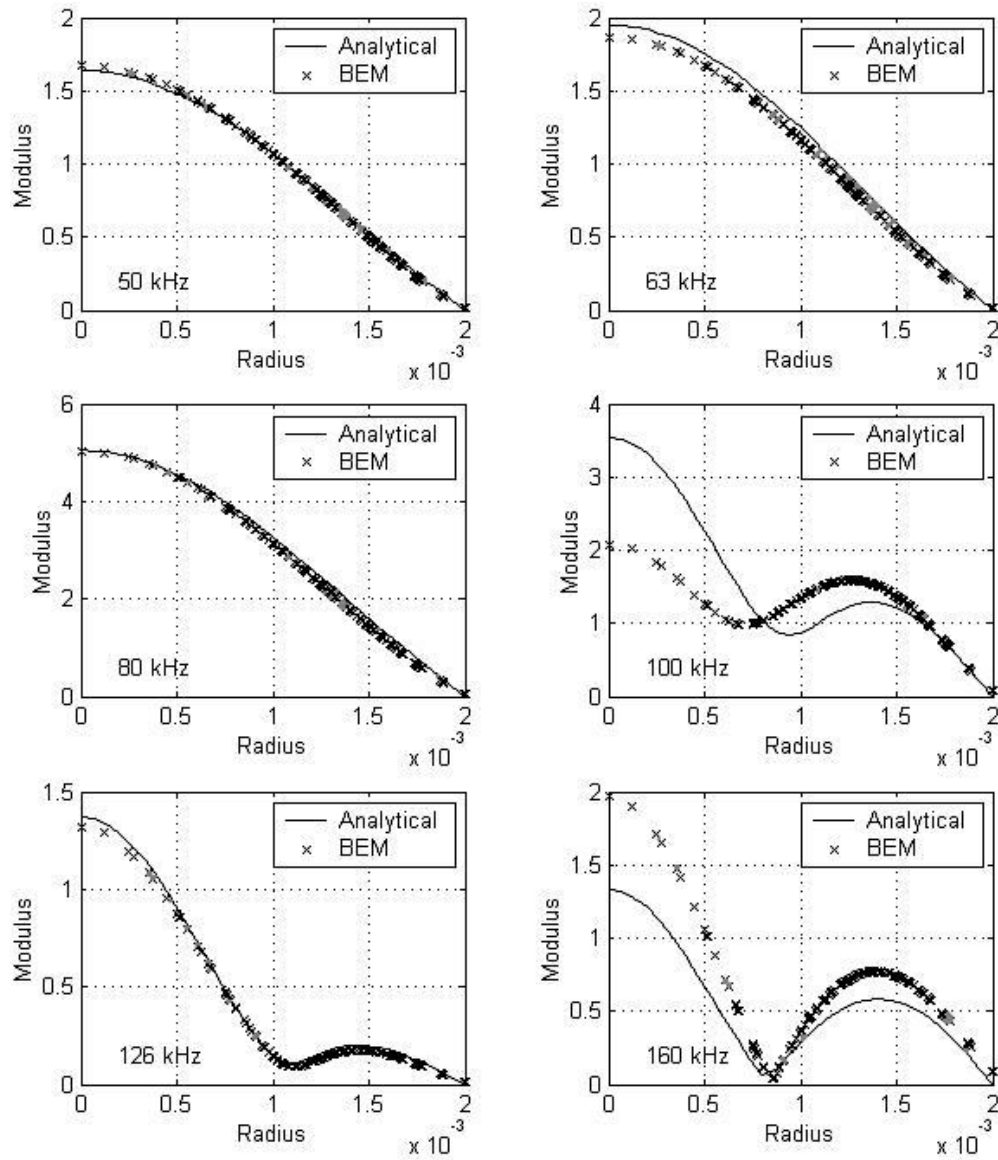 2
1.5
1
0.5
0
Modulus
Analytical
BEM
50 kHz
0 0.5 1 1.5 2
Radius
x 10^-3
2
1.5
1
0.5
0
Modulus
Analytical
BEM
63 kHz
0 0.5 1 1.5 2
Radius
x 10^-3
6
4
2
0
Modulus
Analytical
BEM
80 kHz
0 0.5 1 1.5 2
Radius
x 10^-3
4
3
2
1
0
Modulus
Analytical
BEM
100 kHz
0 0.5 1 1.5 2
Radius
x 10^-3
1.5
1
0.5
0
Modulus
Analytical
BEM
126 kHz
0 0.5 1 1.5 2
Radius
x 10^-3
2
1.5
1
0.5
0
Modulus
Analytical
BEM
160 kHz
0 0.5 1 1.5 2
Radius
x 10^-3